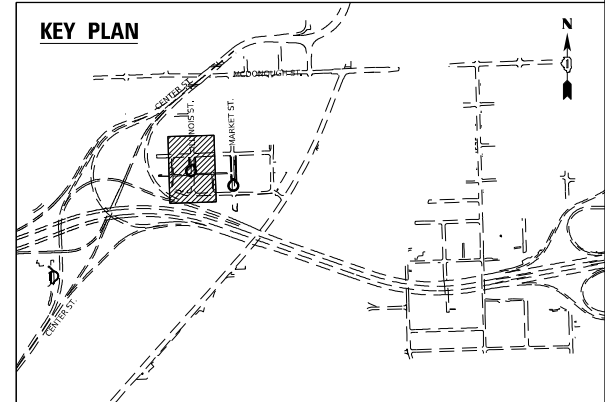 KEY PLAN
N
MCDONOUGH ST.
CENTER ST.
ILLINOIS ST.
MARKET ST.
CENTER ST.